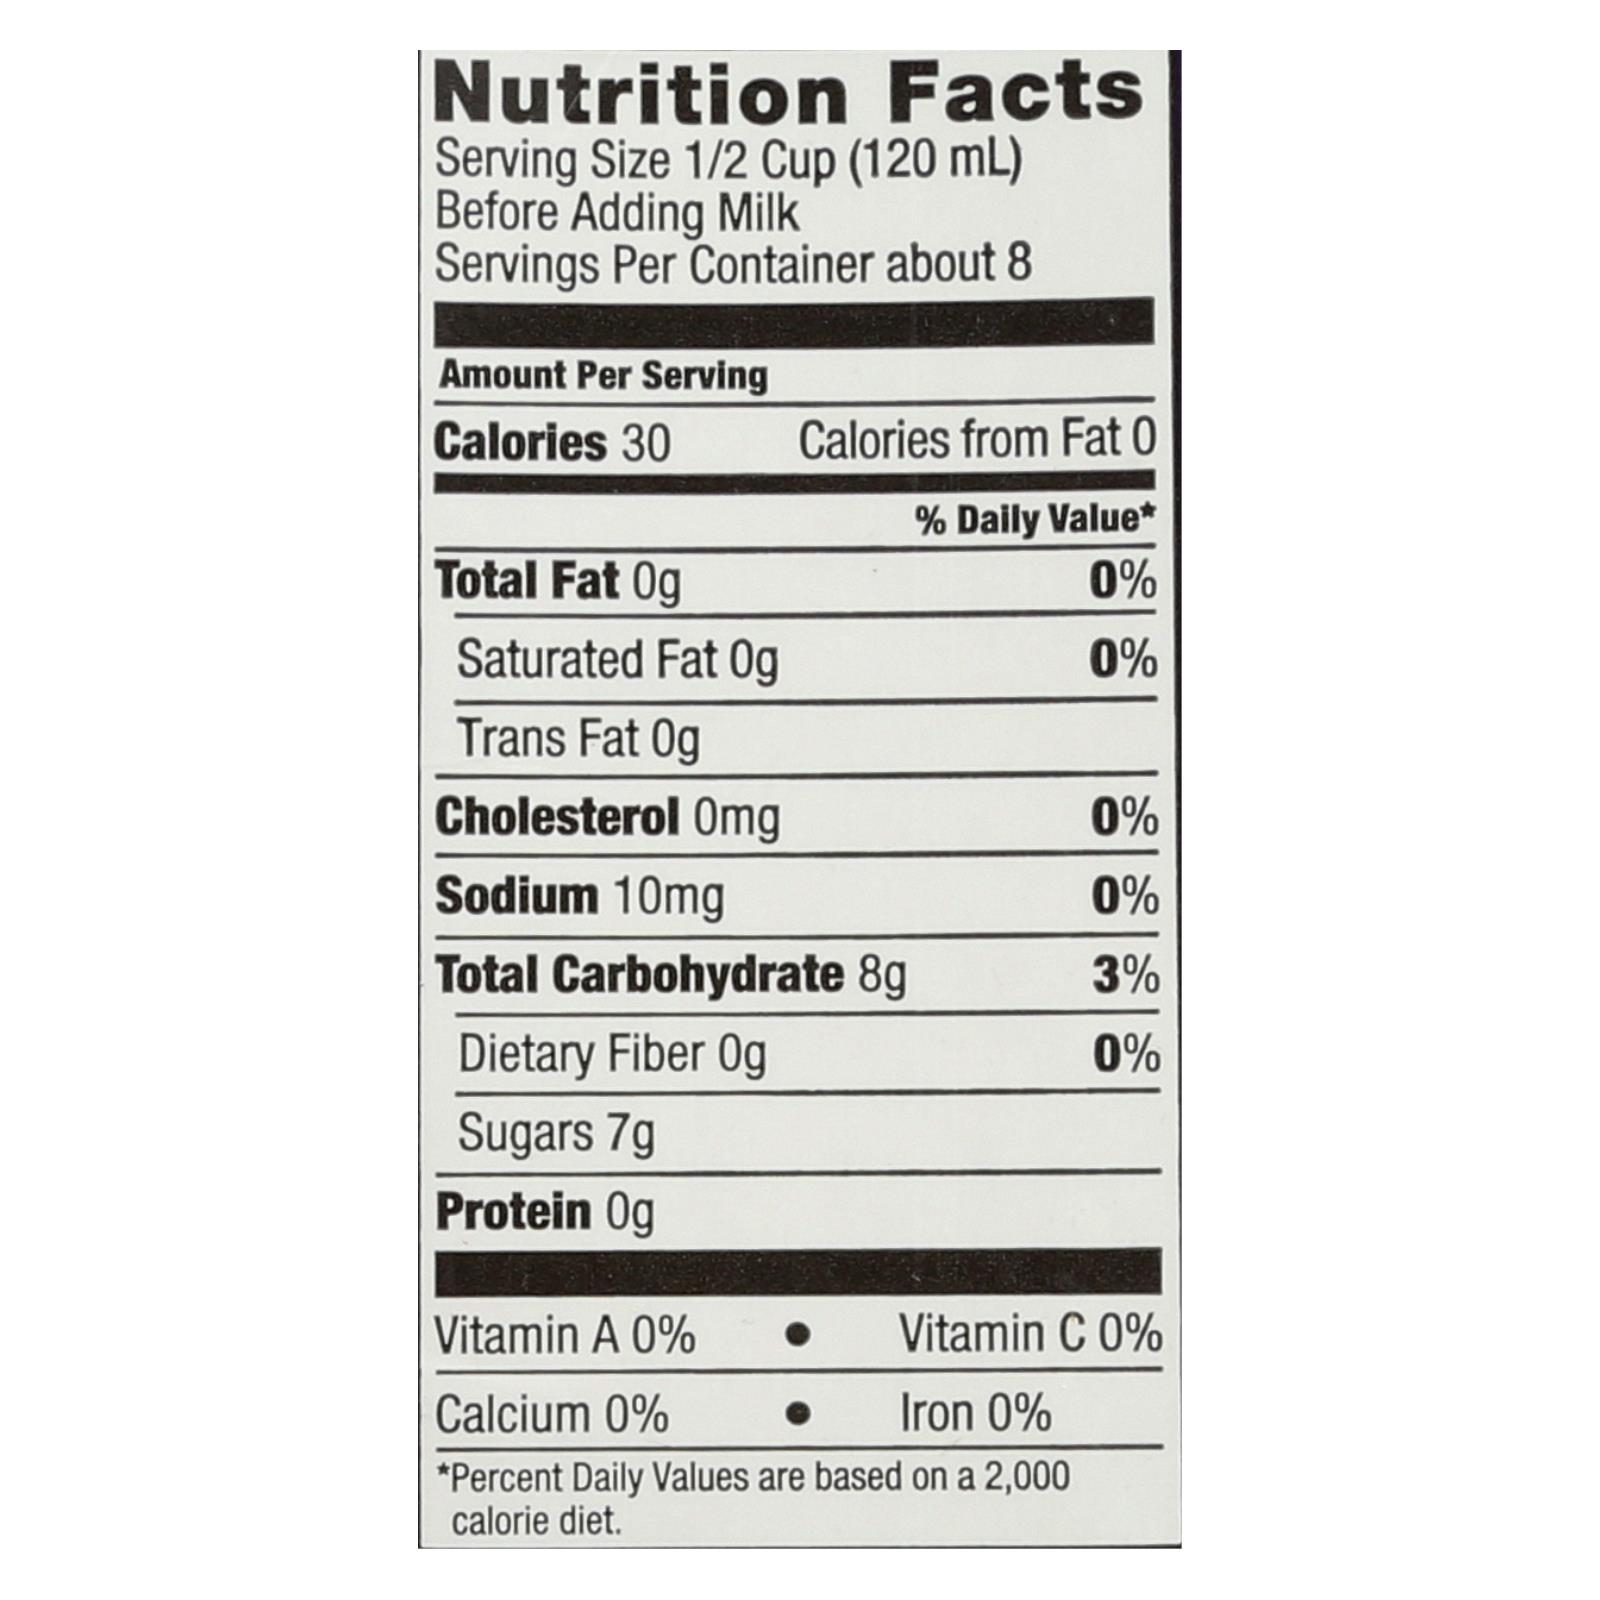 Nutrition Facts
Serving Size 1/2 Cup (120 mL)
Before Adding Milk
Servings Per Container about 8
Amount Per Serving
Calories 30 Calories from Fat 0
% Daily Value*
Total Fat 0g 0%
Saturated Fat 0g 0%
Trans Fat 0g
Cholesterol 0mg 0%
Sodium 10mg 0%
Total Carbohydrate 8g 3%
Dietary Fiber 0g 0%
Sugars 7g
Protein 0g
Vitamin A 0% ● Vitamin C 0%
Calcium 0% ● Iron 0%
*Percent Daily Values are based on a 2,000
calorie diet.